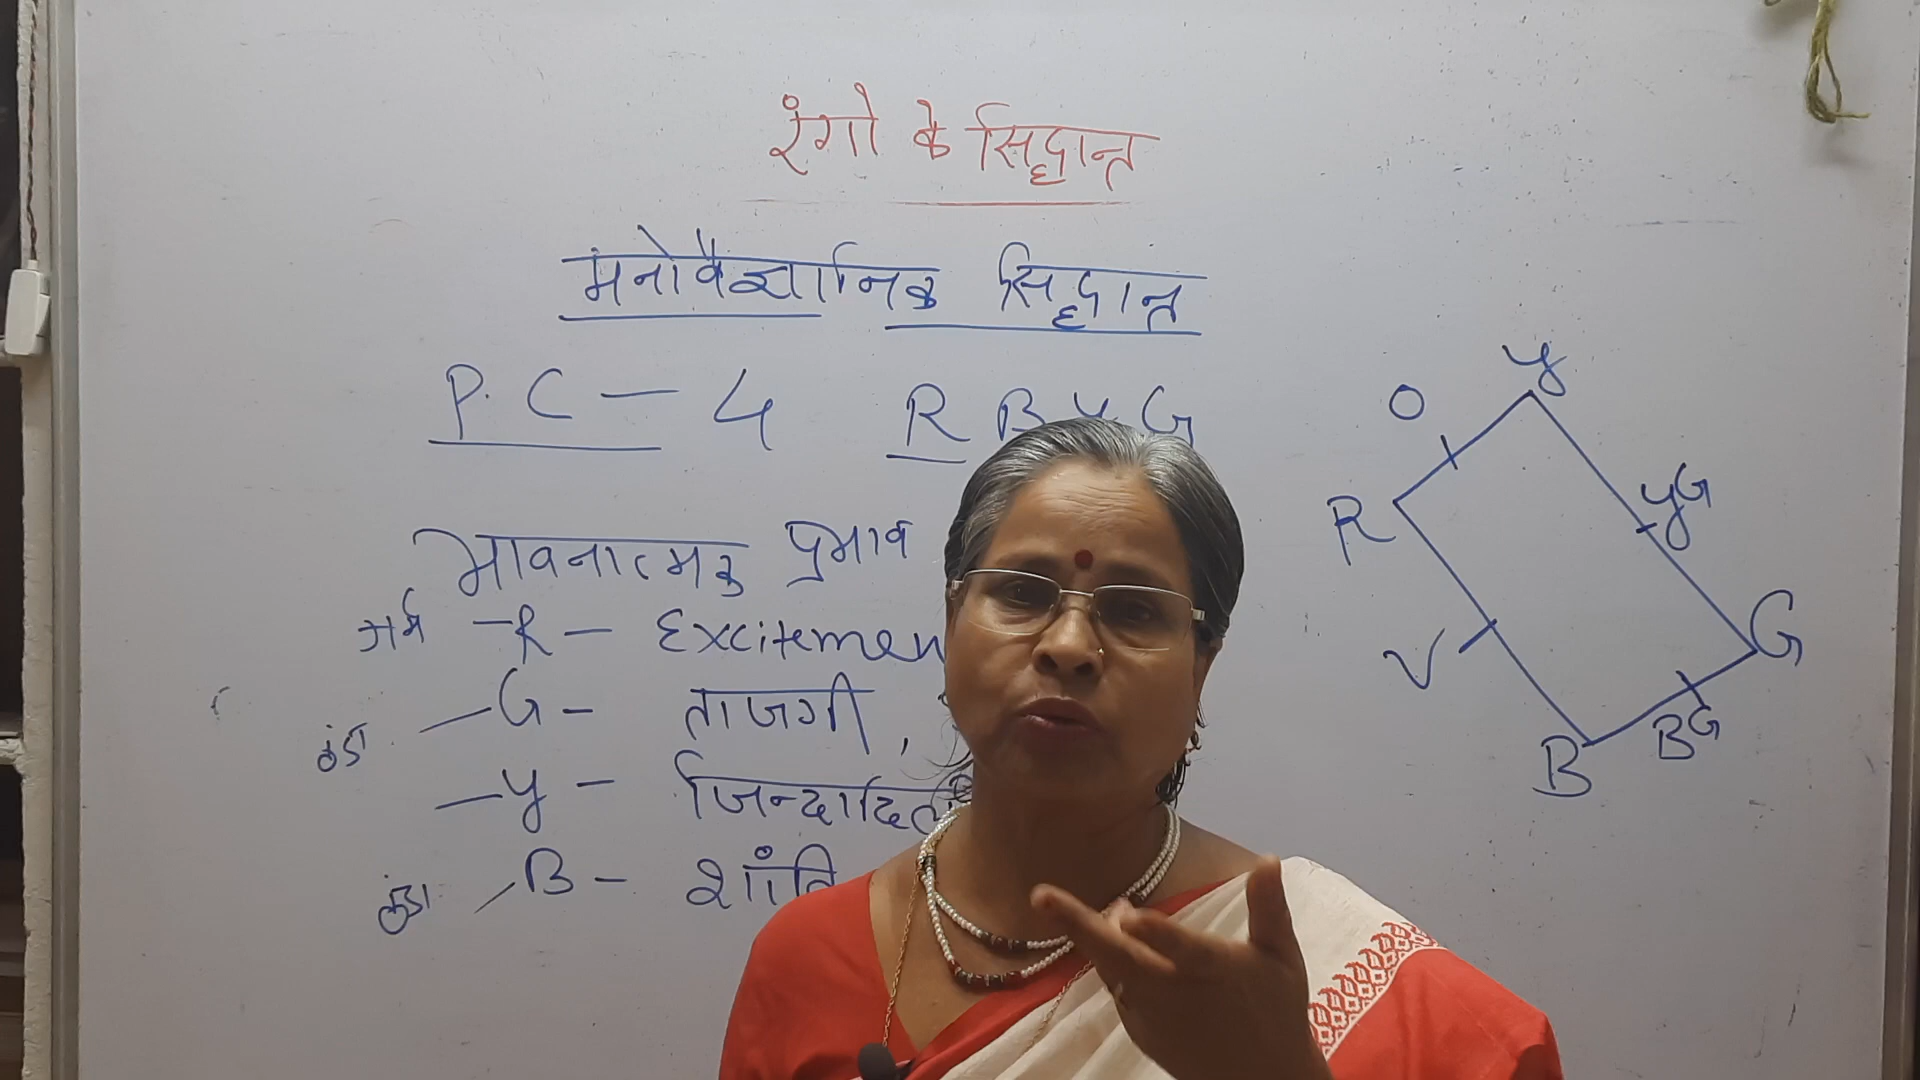 रंगो के सिद्धान्त
मनोवैज्ञानिक सिद्धान्त
P. C - 4 R B Y G
भावनात्मक प्रभाव
गर्म - R - Excitemen
ठंडा - G - ताजगी,
- y - जिन्दादिली
ठंडा - B - शांति
y
O
yG
R
G
V
BG
B